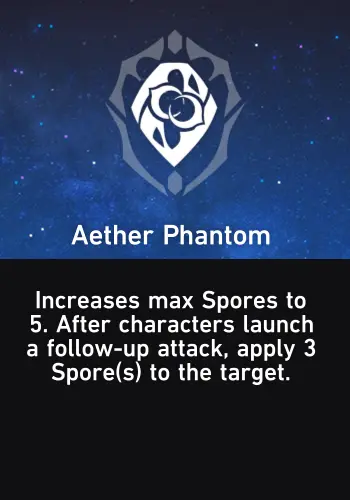 Aether Phantom
Increases max Spores to
5. After characters launch
a follow-up attack, apply 3
Spore(s) to the target.